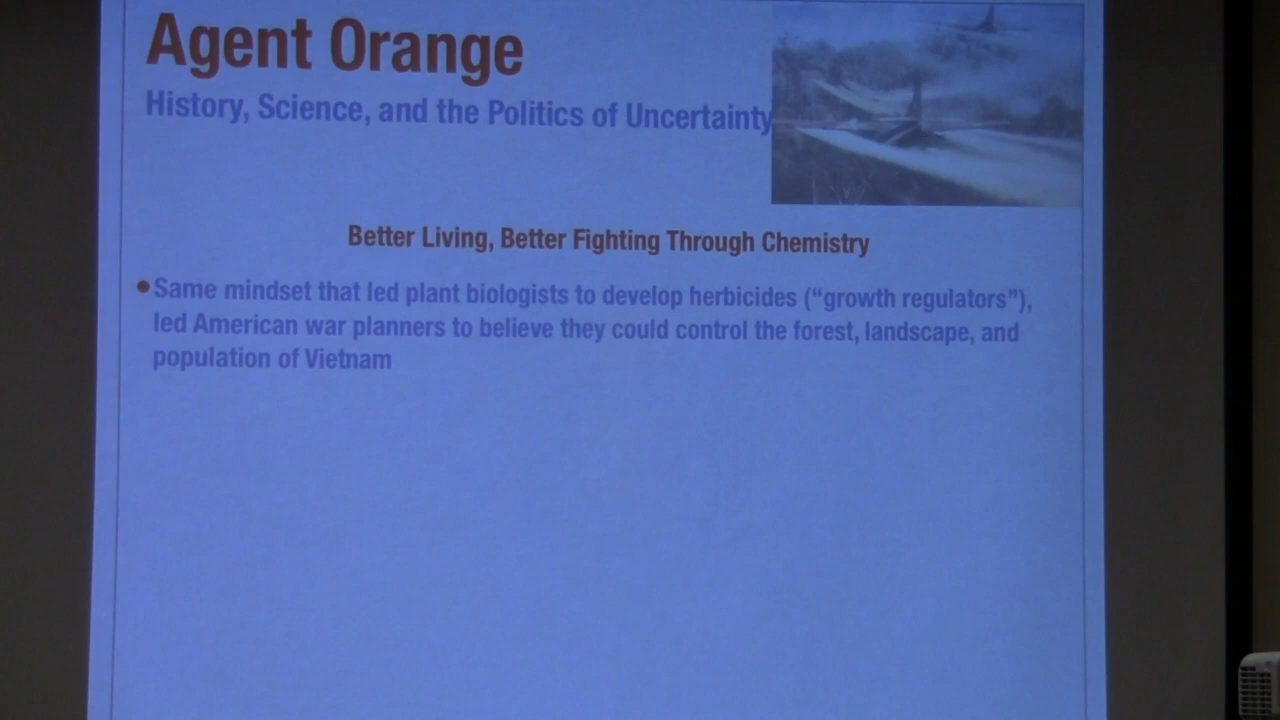 Agent Orange
History, Science, and the Politics of Uncertainty
Better Living, Better Fighting Through Chemistry
•Same mindset that led plant biologists to develop herbicides (“growth regulators”),
led American war planners to believe they could control the forest, landscape, and
population of Vietnam